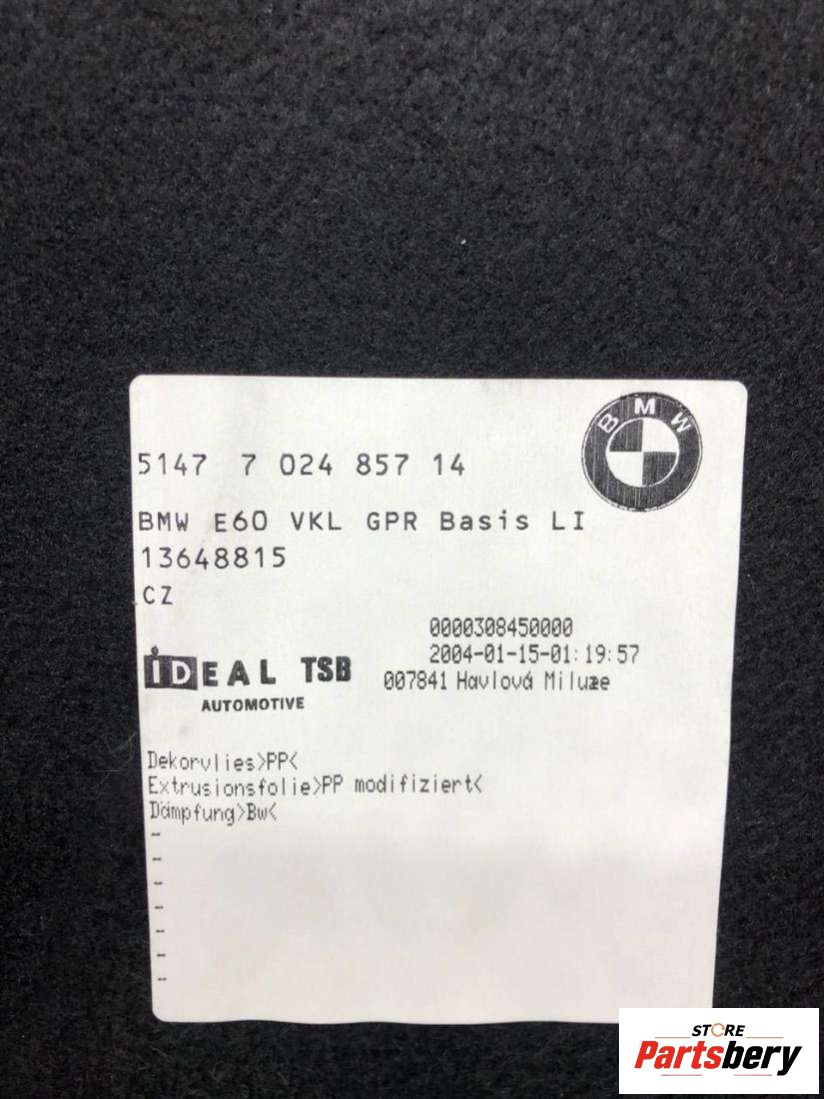 BMW
5147 7 024 857 14
BMW E60 VKL GPR Basis LI
13648815
CZ
0000308450000
2004-01-15-01:19:57
007841 Havlová Miluze
iDEAL TSB
AUTOMOTIVE
Dekorvlies>PP<
Extrusionsfolie>PP modifiziert<
Dämpfung>Bw<
-
-
-
-
-
-
-
STORE
Partsbery